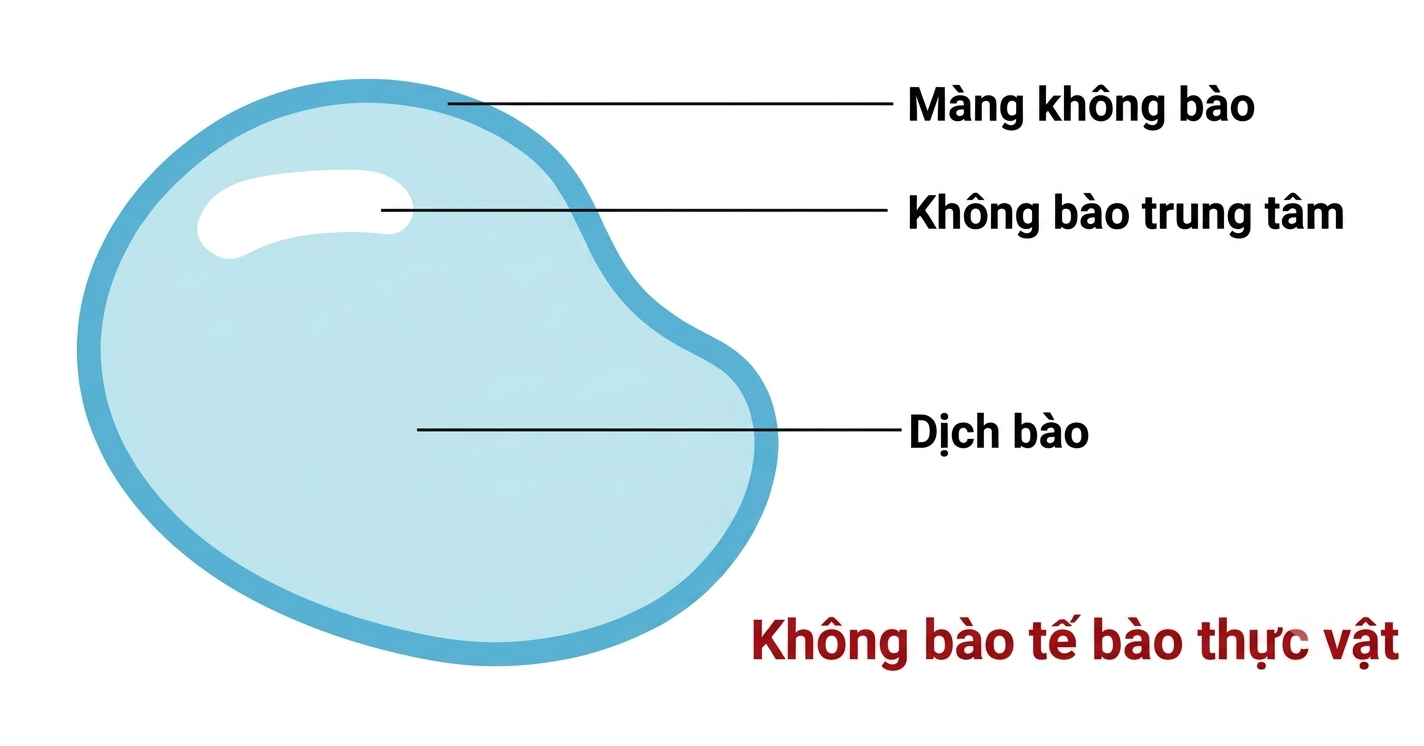 Màng không bào
Không bào trung tâm
Dịch bào
Không bào tế bào thực vật